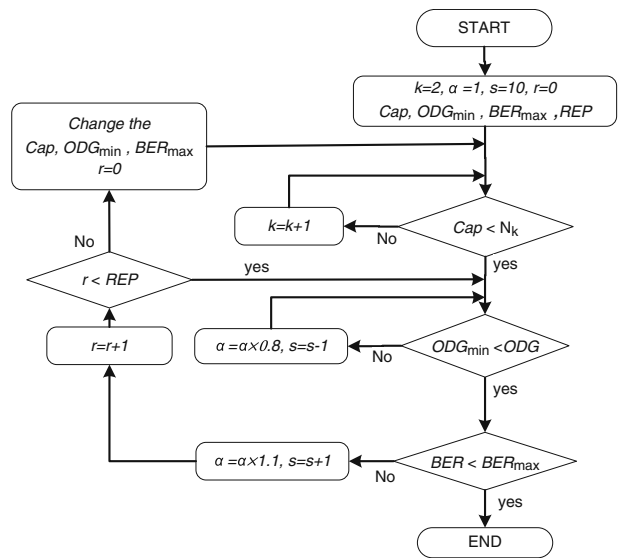 START
k=2, α =1, s=10, r=0
Cap, ODGmin , BERmax ,REP
Change the
Cap, ODGmin , BERmax
r=0
k=k+1
Cap < Nk
No
yes
No
r < REP
yes
r=r+1
α =α×0.8, s=s-1
No
ODGmin <ODG
yes
α =α×1.1, s=s+1
No
BER < BERmax
yes
END